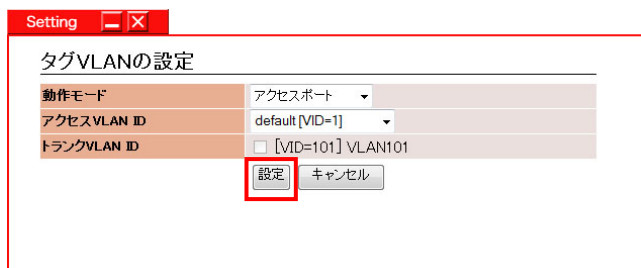 Setting
タグVLANの設定
動作モード アクセスポート
アクセスVLAN ID default [VID=1]
トランクVLAN ID [VID=101] VLAN101
設定 キャンセル